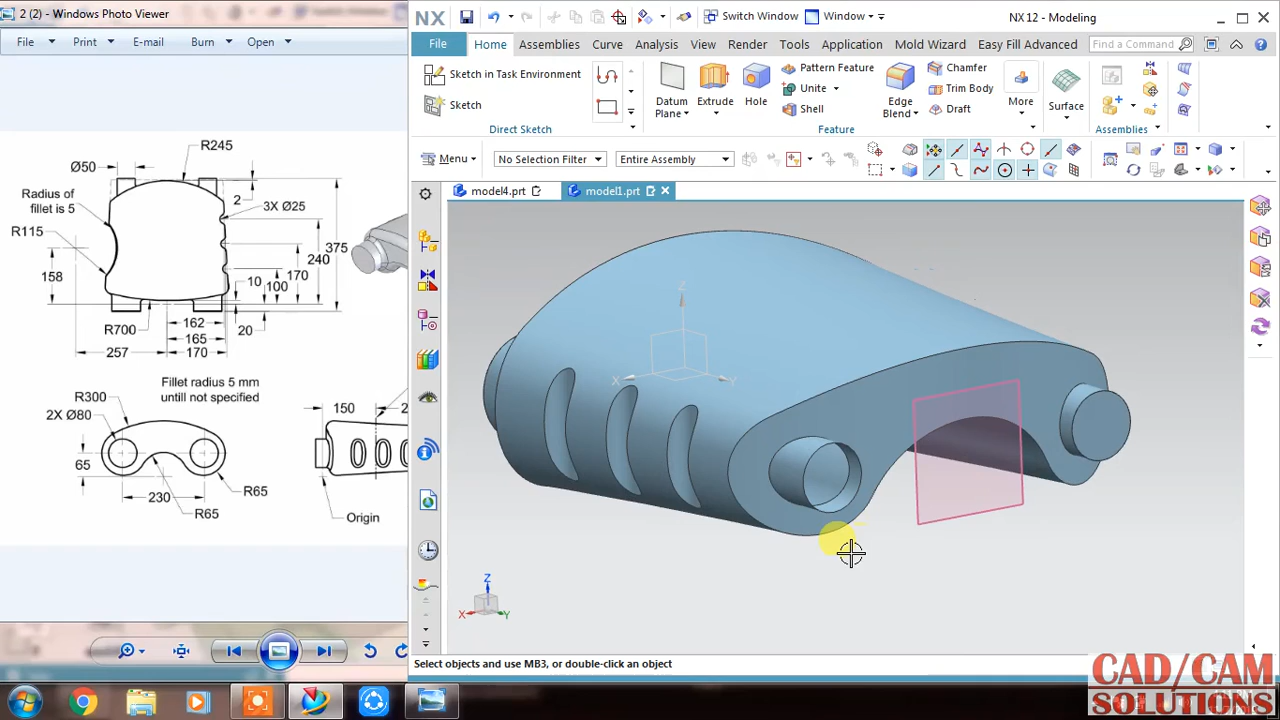 2 (2) - Windows Photo Viewer
File Print E-mail Burn Open
R245
Ø50
Radius of
fillet is 5
R115
2
3X Ø25
375
240
170
158
10
100
R700
162
165
20
257
170
Fillet radius 5 mm
untill not specified
R300
2X Ø80
65
230
R65
R65
150
2
Origin
NX
Switch Window
Window
NX 12 - Modeling
File Home Assemblies Curve Analysis View Render Tools Application Mold Wizard Easy Fill Advanced Find a Command
Sketch in Task Environment
Sketch
Direct Sketch
Datum
Plane
Extrude
Hole
Pattern Feature
Unite
Shell
Edge
Blend
Chamfer
Trim Body
Draft
More
Feature
Surface
Assemblies
Menu
No Selection Filter
Entire Assembly
model4.prt
model1.prt
Z
X
Y
Z
X
Y
Select objects and use MB3, or double-click an object
CAD/CAM
SOLUTIONS